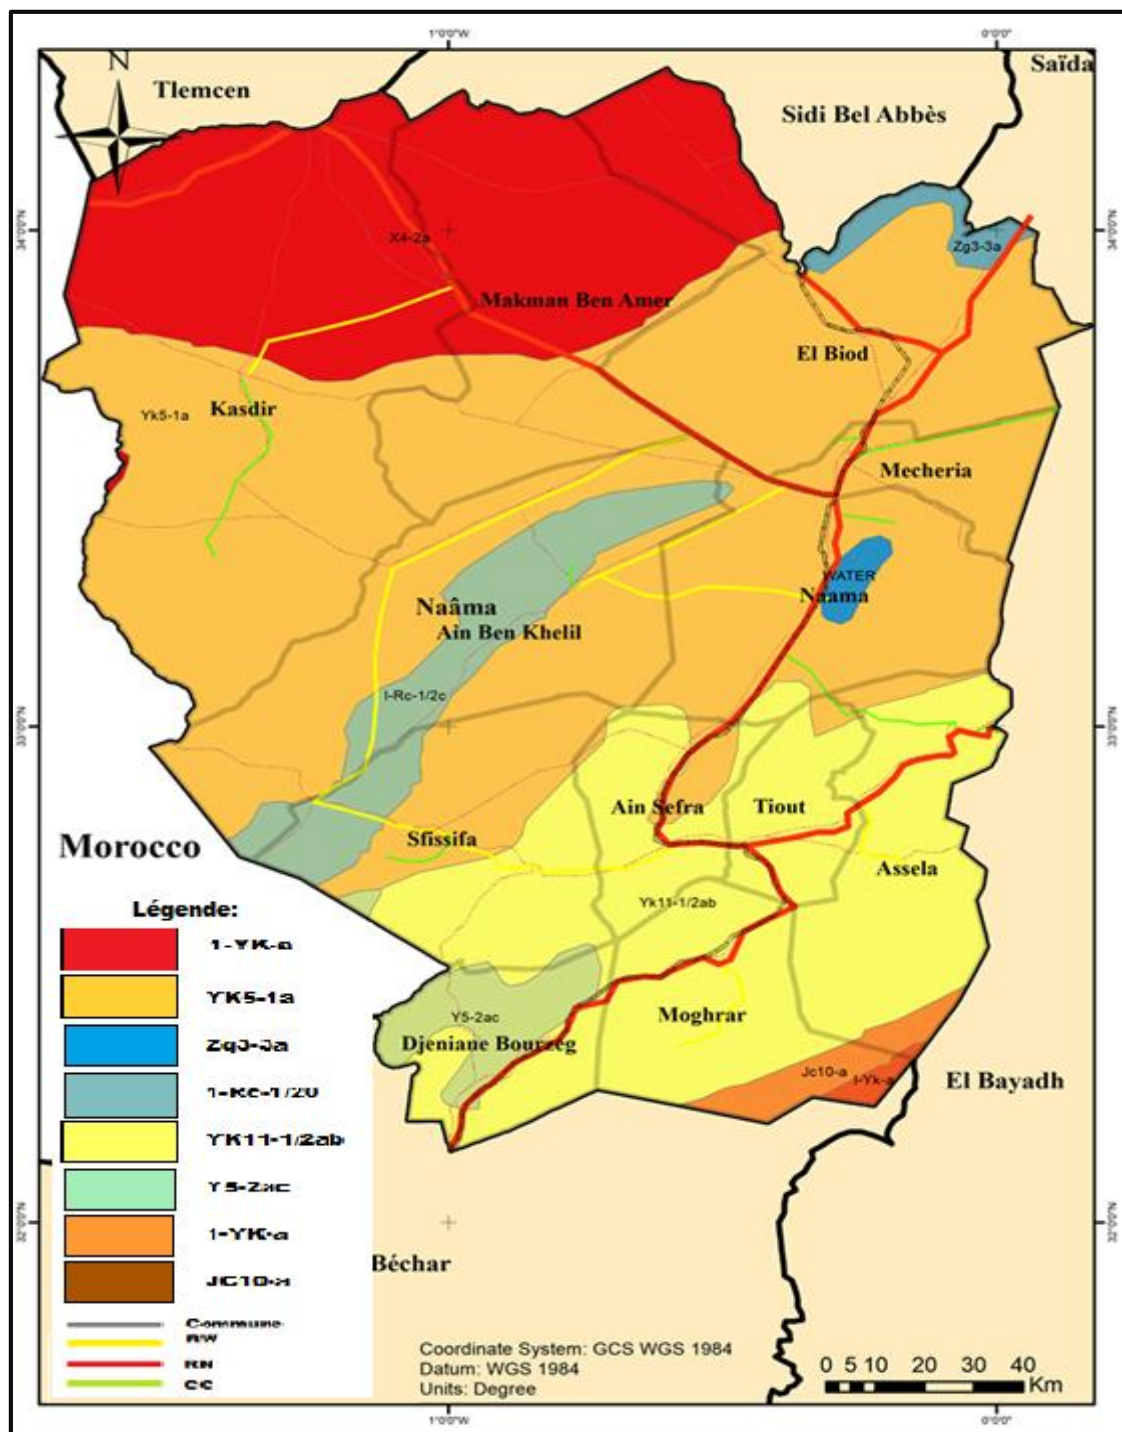 1°0'0"W
0°0'0"
N
Saïda
Tlemcen
Sidi Bel Abbès
34°0'0"N
34°0'0"N
X4-2a
Zg3-3a
Makman Ben Amer
El Biod
Kasdir
Yk5-1a
Mecheria
WATER
Naama
Naâma
Ain Ben Khelil
I-Rc-1/2c
33°0'0"N
33°0'0"N
Ain Sefra
Tiout
Sfissifa
Morocco
Assela
Yk11-1/2ab
Légende:
1-YK-a
YK5-1a
Zg3-3a
YK11-1/2ab
Y5-2ac
1-YK-a
JC10-a
Commune
RW
RN
CC
Y5-2ac
Moghrar
Djeniane Bourzeg
Jc10-a
I-Yk-a
El Bayadh
32°0'0"N
32°0'0"N
Béchar
Coordinate System: GCS WGS 1984
Datum: WGS 1984
Units: Degree
0 5 10 20 30 40
Km
1°0'0"W
0°0'0"